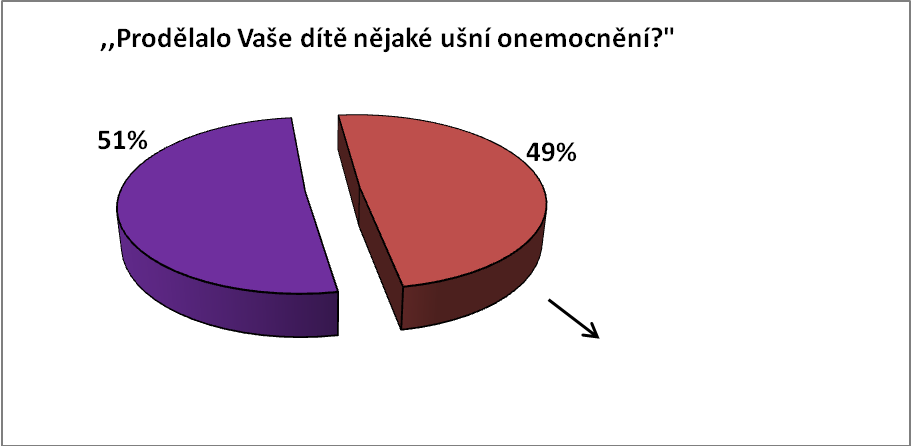 ,,Prodělalo Vaše dítě nějaké ušní onemocnění?"
51%
49%